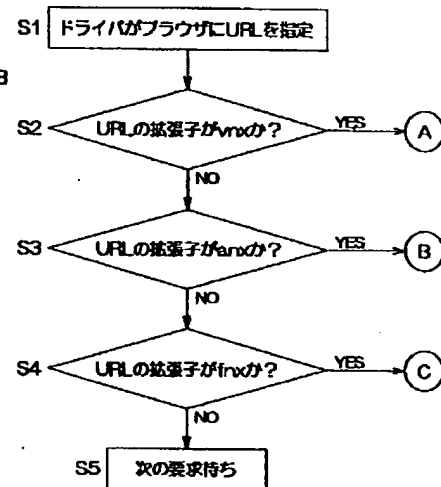 S1 ドライバがブラウザにURLを指定
S2 URLの拡張子がvnxか? YES A
NO
S3 URLの拡張子がanxか? YES B
NO
S4 URLの拡張子がfnxか? YES C
NO
S5 次の要求待ち